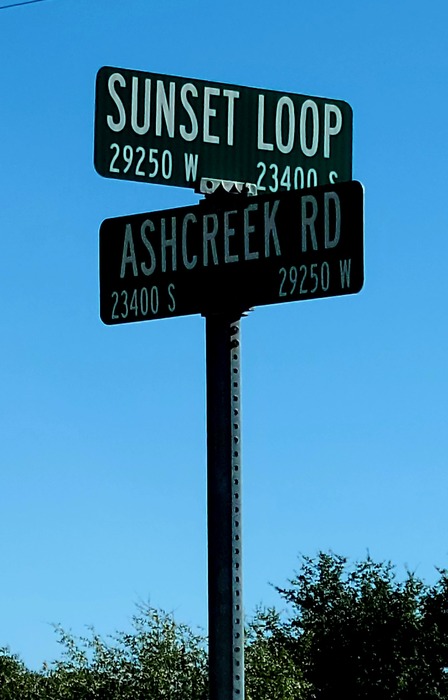 SUNSET LOOP
29250 W 23400 S
ASHCREEK RD
23400 S 29250 W